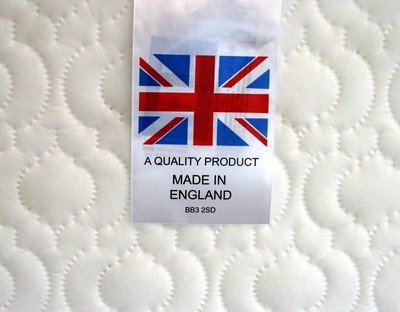 A QUALITY PRODUCT
MADE IN
ENGLAND
BB3 2SD